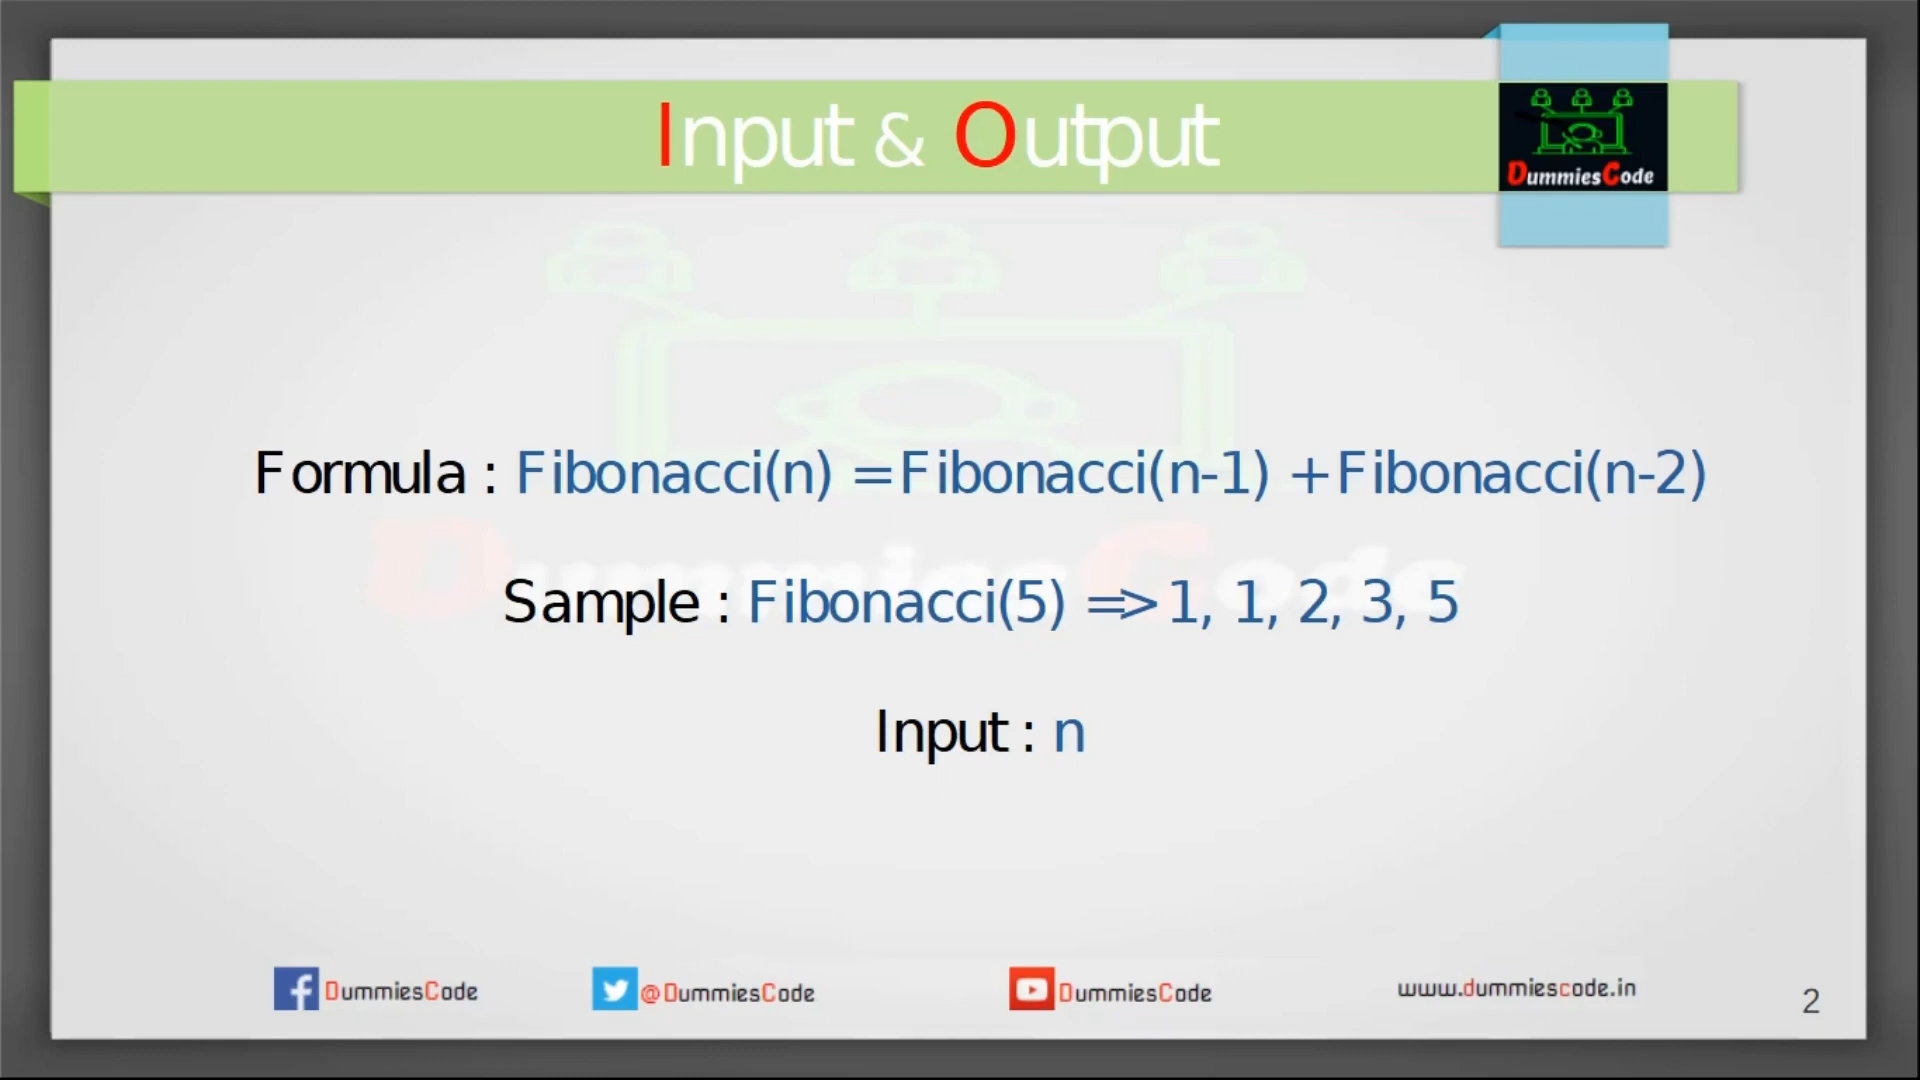 Input & Output
DummiesCode
Formula : Fibonacci(n) = Fibonacci(n-1) + Fibonacci(n-2)
DummiesCode
Sample : Fibonacci(5) => 1, 1, 2, 3, 5
Input : n
DummiesCode
@DummiesCode
DummiesCode
www.dummiescode.in
2